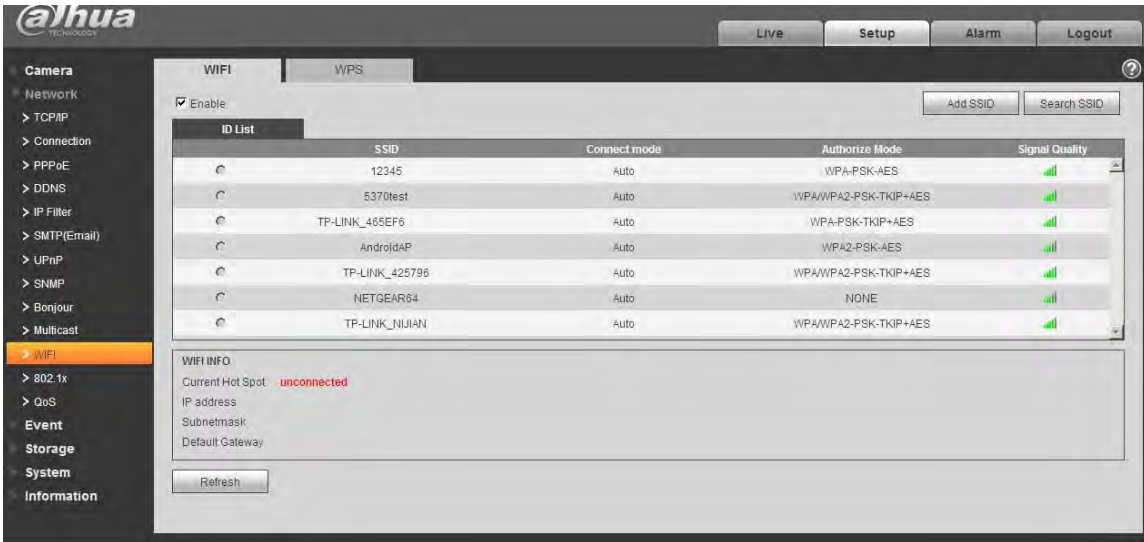 alhua
TECHNOLOGY
Live Setup Alarm Logout
Camera
Network
> TCP/IP
> Connection
> PPPoE
> DDNS
> IP Filter
> SMTP(Email)
> UPnP
> SNMP
> Bonjour
> Multicast
> WIFI
> 802.1x
> QoS
Event
Storage
System
Information
WIFI WPS
?
Enable Add SSID Search SSID
ID List
SSID Connect mode Authorize Mode Signal Quality
12345 Auto WPA-PSK-AES
5370test Auto WPA/WPA2-PSK-TKIP+AES
TP-LINK_465EF6 Auto WPA-PSK-TKIP+AES
AndroidAP Auto WPA2-PSK-AES
TP-LINK_425796 Auto WPA/WPA2-PSK-TKIP+AES
NETGEAR64 Auto NONE
TP-LINK_NIJIAN Auto WPA/WPA2-PSK-TKIP+AES
WIFI INFO
Current Hot Spot unconnected
IP address
Subnetmask
Default Gateway
Refresh